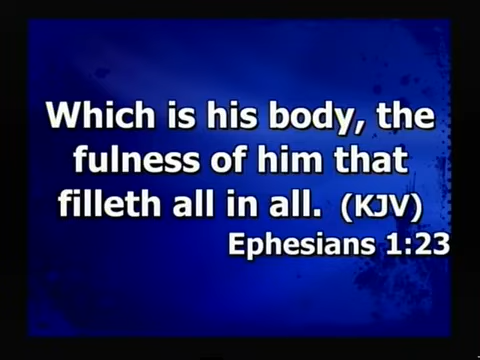 Which is his body, the
fulness of him that
filleth all in all. (KJV)
Ephesians 1:23